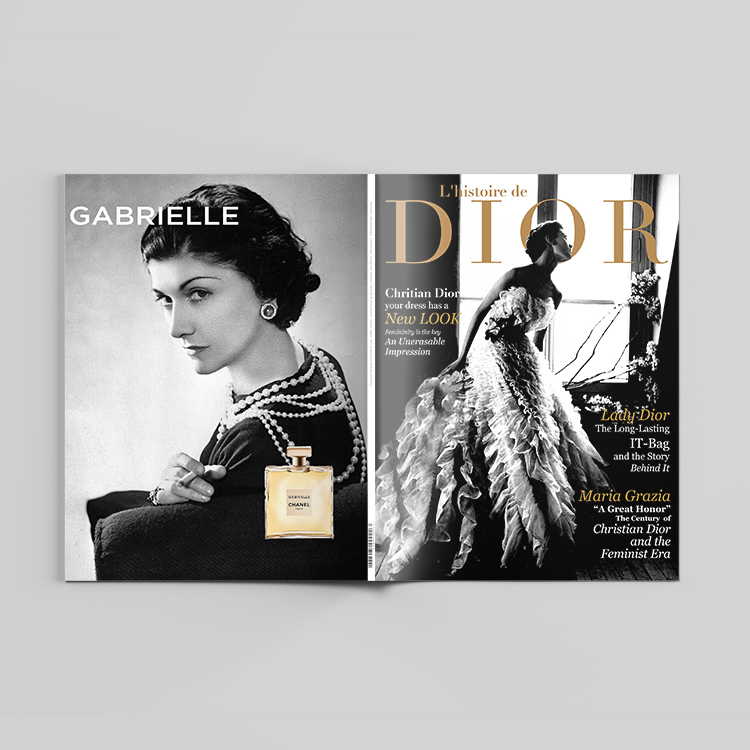 GABRIELLE
GABRIELLE
CHANEL
PARIS
L'histoire de
DIOR
Chritian Dior
your dress has a
New LOOK
Femininity is the key
An Unerasable
Impression
Lady Dior
The Long-Lasting
IT-Bag
and the Story
Behind It
Maria Grazia
“A Great Honor”
The Century of
Christian Dior
and the
Feminist Era